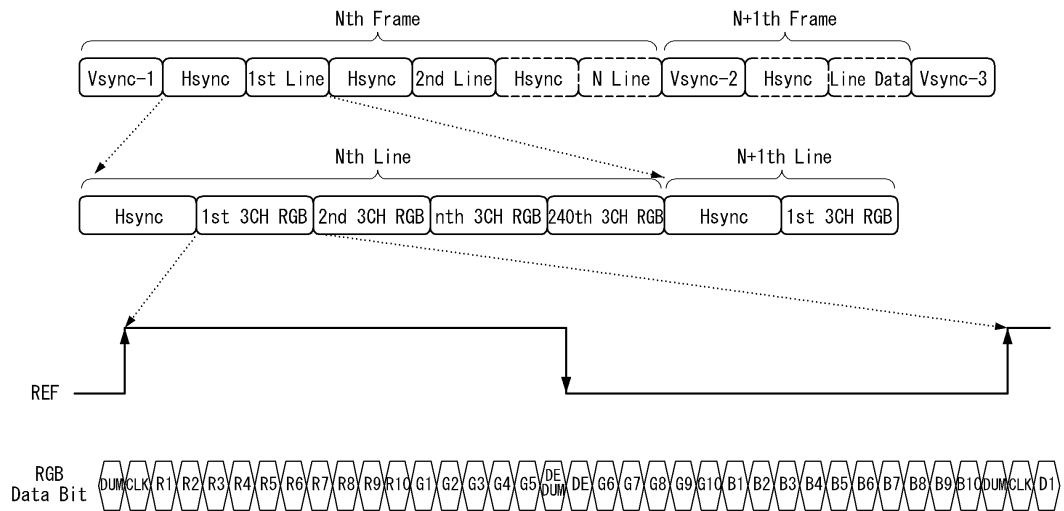 Nth Frame N+1th Frame
Vsync-1 Hsync 1st Line Hsync 2nd Line Hsync N Line Vsync-2 Hsync Line Data Vsync-3
Nth Line N+1th Line
Hsync 1st 3CH RGB 2nd 3CH RGB nth 3CH RGB 240th 3CH RGB Hsync 1st 3CH RGB
REF
RGB
Data Bit
DUM CLK R1 R2 R3 R4 R5 R6 R7 R8 R9 R10 G1 G2 G3 G4 G5 DE DUM DE G6 G7 G8 G9 G10 B1 B2 B3 B4 B5 B6 B7 B8 B9 B10 DUM CLK D1